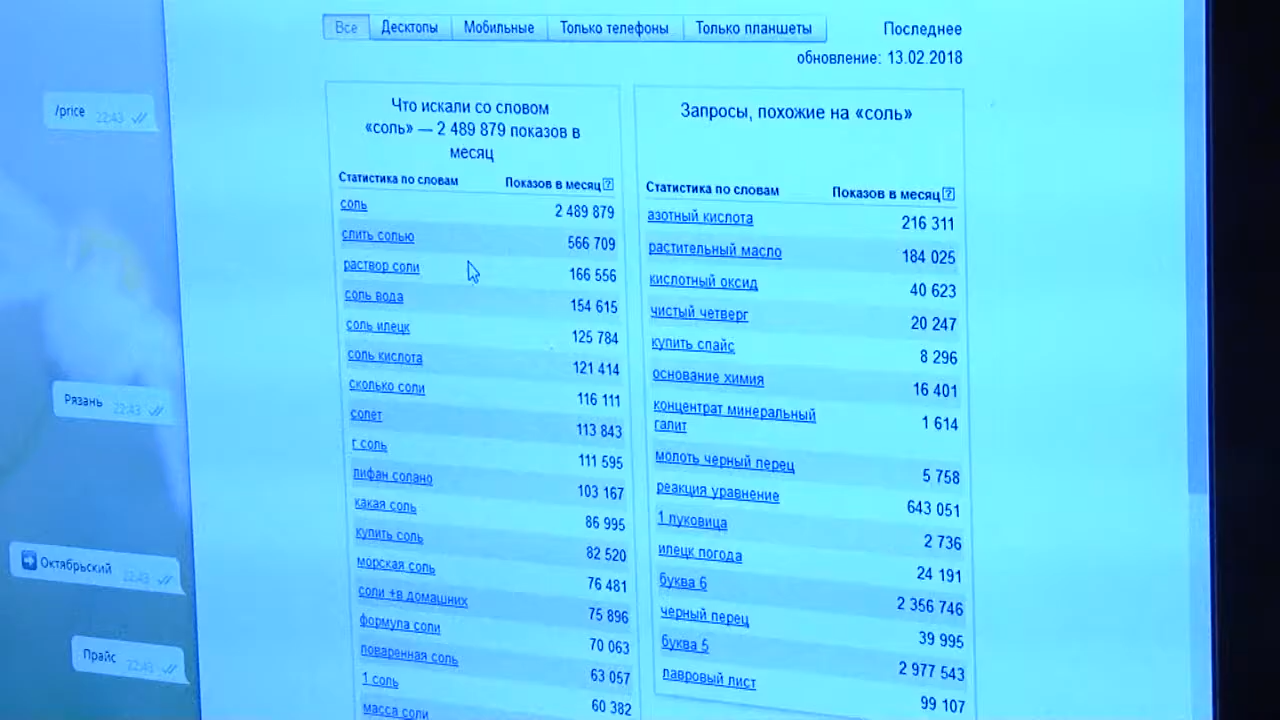 /price 22:43
Рязань 22:43
Октябрьский 22:43
Прайс 22:43
Все Десктопы Мобильные Только телефоны Только планшеты
Последнее
обновление: 13.02.2018
Что искали со словом
«соль» — 2 489 879 показов в
месяц
Статистика по словам Показов в месяц ?
соль 2 489 879
слить солью 566 709
раствор соли 166 556
соль вода 154 615
соль илецк 125 784
соль кислота 121 414
сколько соли 116 111
солет 113 843
г соль 111 595
лифан солано 103 167
какая соль 86 995
купить соль 82 520
морская соль 76 481
соли +в домашних 75 896
формула соли 70 063
поваренная соль 63 057
1 соль 60 382
масса соли
Запросы, похожие на «соль»
Статистика по словам Показов в месяц ?
азотный кислота 216 311
растительный масло 184 025
кислотный оксид 40 623
чистый четверг 20 247
купить спайс 8 296
основание химия 16 401
концентрат минеральный
галит 1 614
молоть черный перец 5 758
реакция уравнение 643 051
1 луковица 2 736
илецк погода 24 191
буква 6 2 356 746
черный перец 39 995
буква 5 2 977 543
лавровый лист 99 107